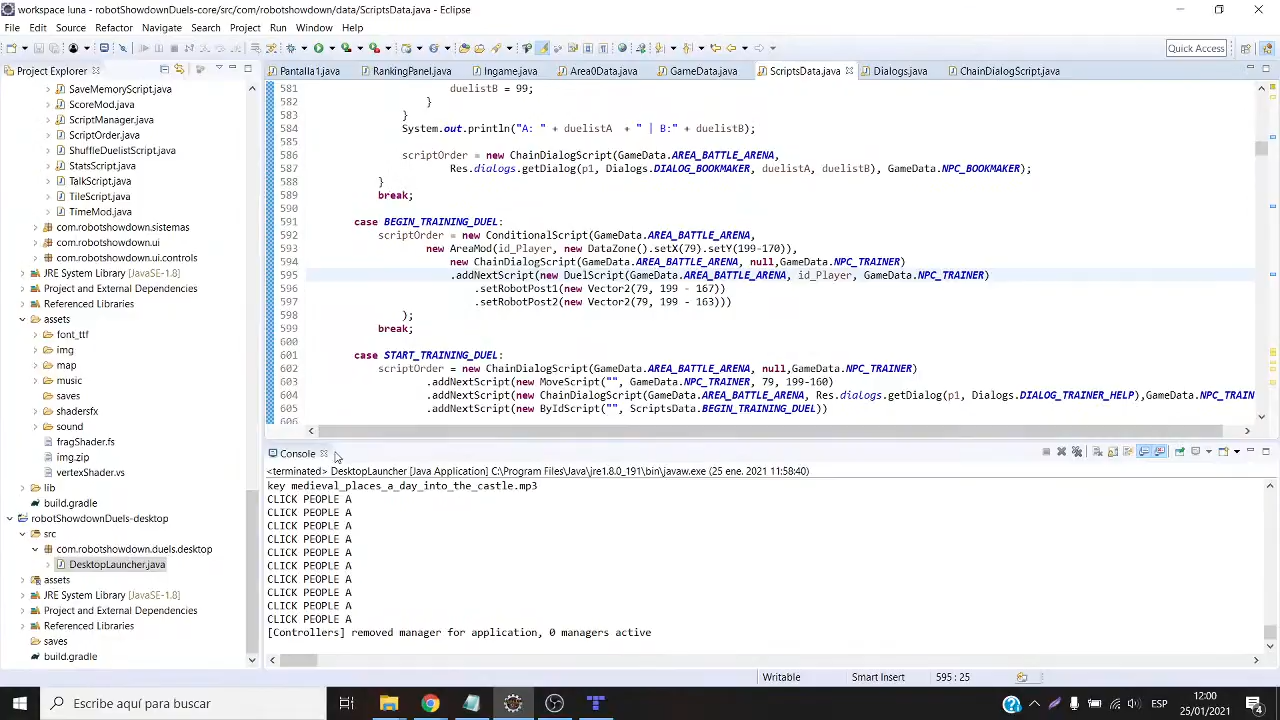 workspace luna - robotShowdownDuels-core/src/com/robotshowdown/data/ScriptsData.java - Eclipse
File Edit Source Refactor Navigate Search Project Run Window Help
Quick Access
Project Explorer
SaveMemoryScript.java
ScoreMod.java
ScriptManager.java
ScriptOrder.java
ShuffleDuelistScript.java
StatsScript.java
TalkScript.java
TileScript.java
TimeMod.java
com.robotshowdown.sistemas
com.robotshowdown.ui
com.robotshowdown.ui.controles
JRE System Library [JavaSE-1.8]
Project and External Dependencies
Referenced Libraries
assets
font_ttf
img
map
music
saves
shadersfx
sound
fragShader.fs
img.zip
vertexShader.vs
lib
build.gradle
robotShowdownDuels-desktop
src
com.robotshowdown.duels.desktop
DesktopLauncher.java
assets
JRE System Library [JavaSE-1.8]
Project and External Dependencies
Referenced Libraries
saves
build.gradle
Pantalla1.java RankingPanel.java Ingame.java Area0Data.java GameData.java ScriptsData.java Dialogs.java ChainDialogScript.java
581 duelistB = 99;
582 }
583 }
584 System.out.println("A: " + duelistA + " | B:" + duelistB);
585
586 scriptOrder = new ChainDialogScript(GameData.AREA_BATTLE_ARENA,
587 Res.dialogs.getDialog(p1, Dialogs.DIALOG_BOOKMAKER, duelistA, duelistB), GameData.NPC_BOOKMAKER);
588 }
589 break;
590
591 case BEGIN_TRAINING_DUEL:
592 scriptOrder = new ConditionalScript(GameData.AREA_BATTLE_ARENA,
593 new AreaMod(id_Player, new DataZone().setX(79).setY(199-170)),
594 new ChainDialogScript(GameData.AREA_BATTLE_ARENA, null,GameData.NPC_TRAINER)
595 .addNextScript(new DuelScript(GameData.AREA_BATTLE_ARENA, id_Player, GameData.NPC_TRAINER)
596 .setRobotPost1(new Vector2(79, 199 - 167))
597 .setRobotPost2(new Vector2(79, 199 - 163)))
598 );
599 break;
600
601 case START_TRAINING_DUEL:
602 scriptOrder = new ChainDialogScript(GameData.AREA_BATTLE_ARENA, null,GameData.NPC_TRAINER)
603 .addNextScript(new MoveScript("", GameData.NPC_TRAINER, 79, 199-160)
604 .addNextScript(new ChainDialogScript(GameData.AREA_BATTLE_ARENA, Res.dialogs.getDialog(p1, Dialogs.DIALOG_TRAINER_HELP),GameData.NPC_TRAIN
605 .addNextScript(new ByIdScript("", ScriptsData.BEGIN_TRAINING_DUEL))
Console
<terminated> DesktopLauncher [Java Application] C:\Program Files\Java\jre1.8.0_191\bin\javaw.exe (25 ene. 2021 11:58:40)
key medieval_places_a_day_into_the_castle.mp3
CLICK PEOPLE A
CLICK PEOPLE A
CLICK PEOPLE A
CLICK PEOPLE A
CLICK PEOPLE A
CLICK PEOPLE A
CLICK PEOPLE A
CLICK PEOPLE A
CLICK PEOPLE A
CLICK PEOPLE A
[Controllers] removed manager for application, 0 managers active
Writable Smart Insert 595 : 25
Escribe aquí para buscar
ESP
12:00
25/01/2021